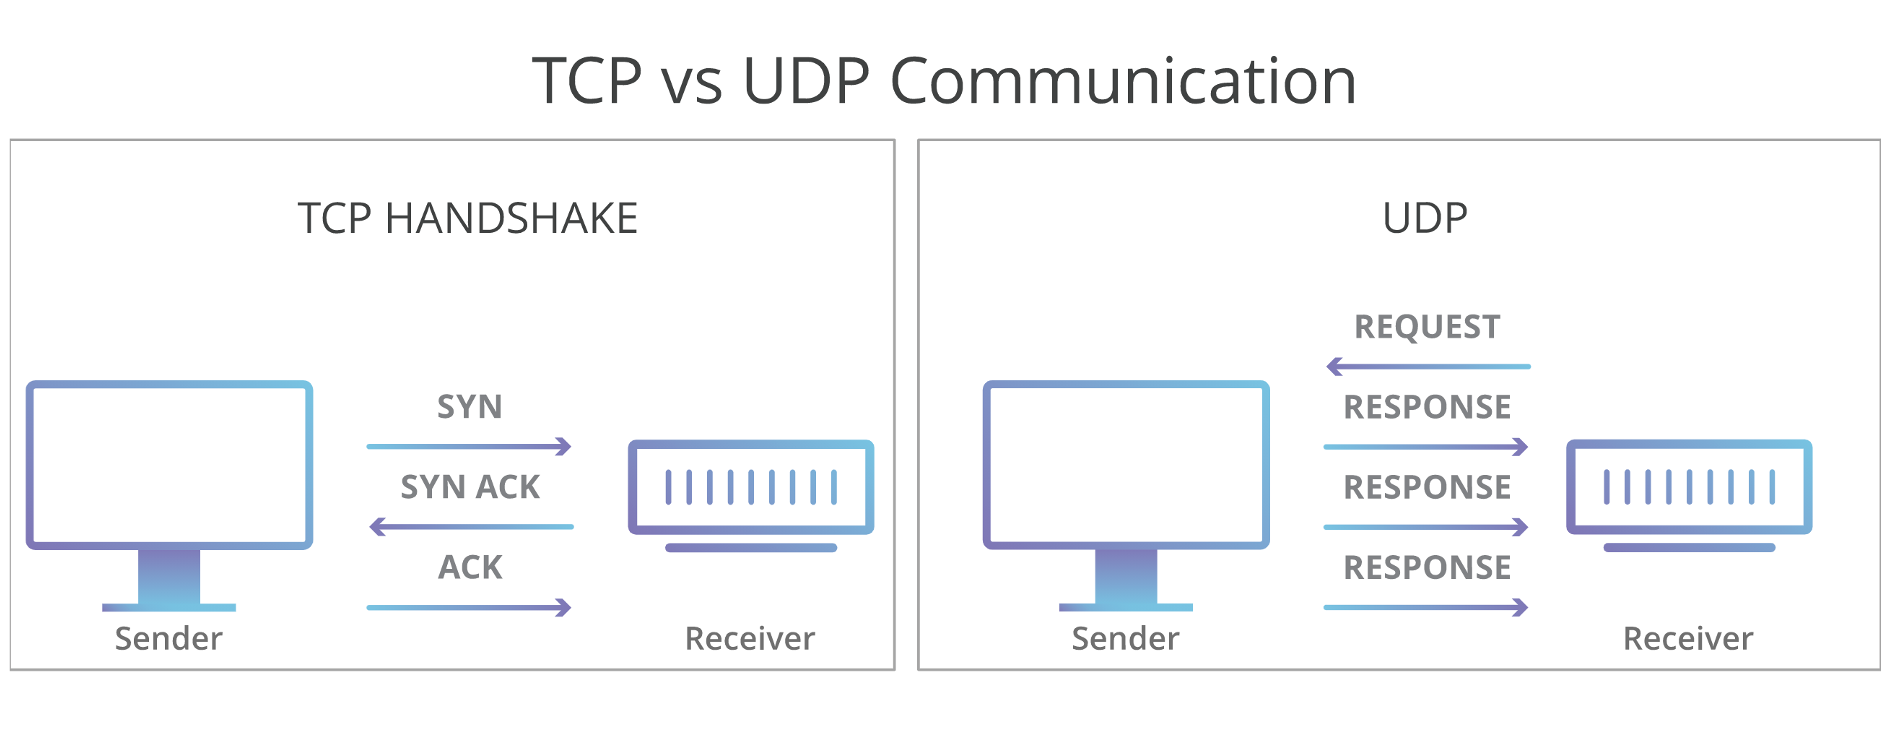 TCP vs UDP Communication
TCP HANDSHAKE
SYN
SYN ACK
ACK
Sender
Receiver
UDP
REQUEST
RESPONSE
RESPONSE
RESPONSE
Sender
Receiver